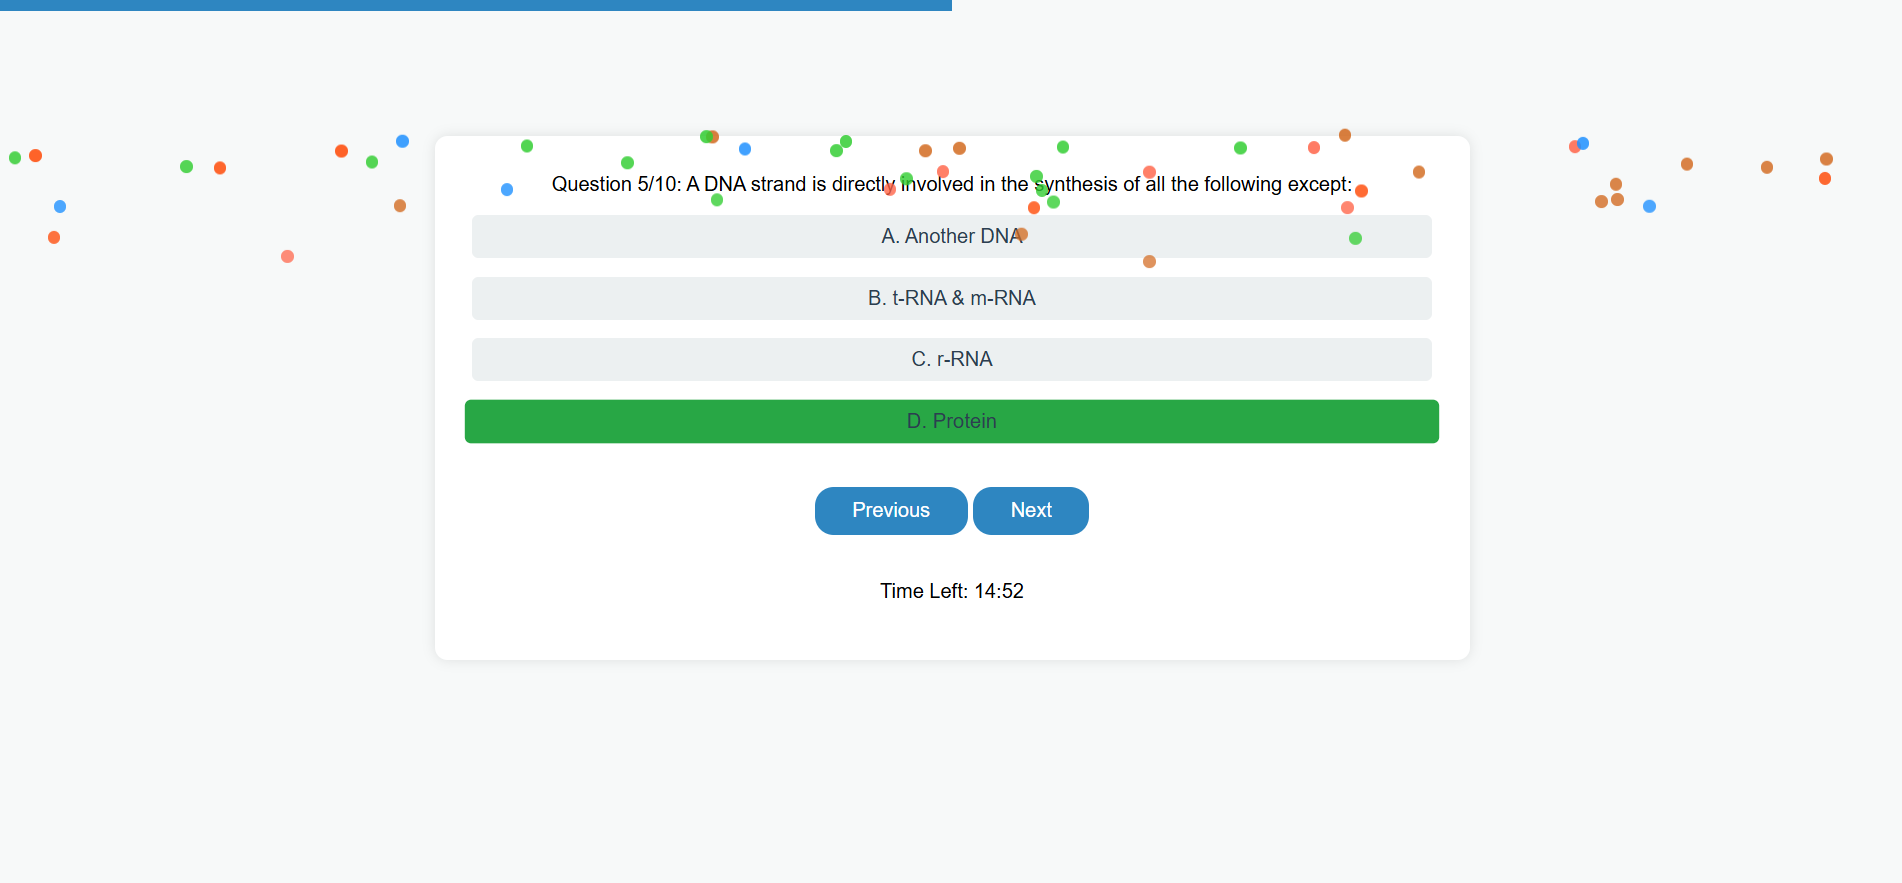 Question 5/10: A DNA strand is directly involved in the synthesis of all the following except:
A. Another DNA
B. t-RNA & m-RNA
C. r-RNA
D. Protein
Previous
Next
Time Left: 14:52